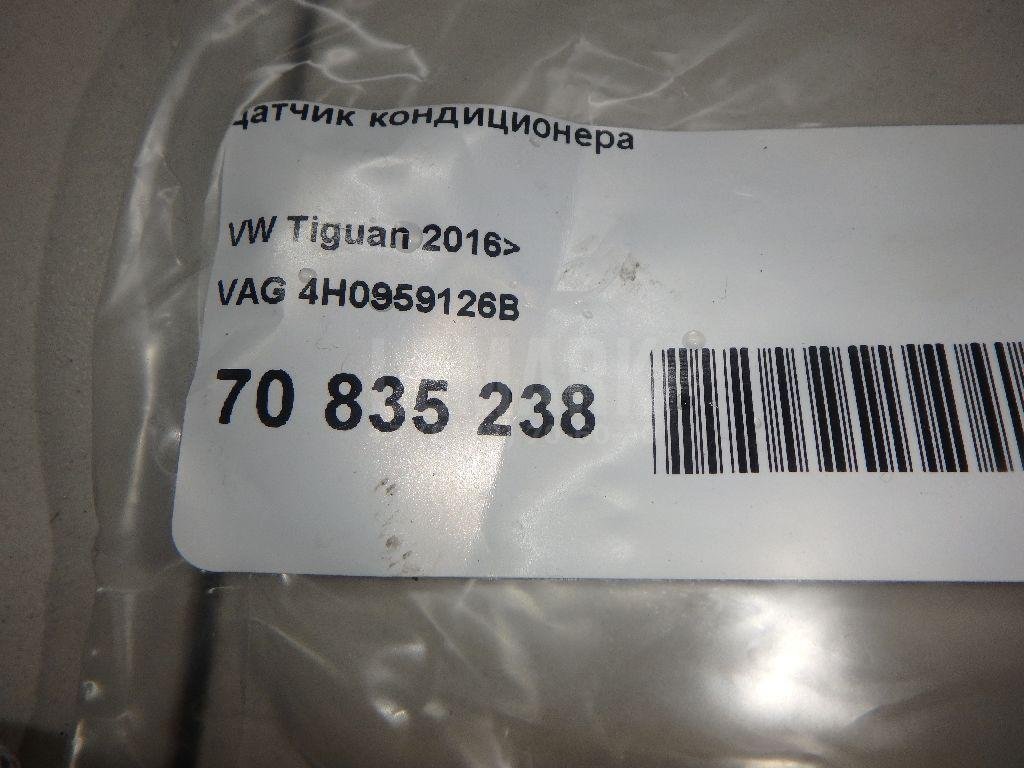 Датчик кондиционера
VW Tiguan 2016>
VAG 4H0959126B
70 835 238